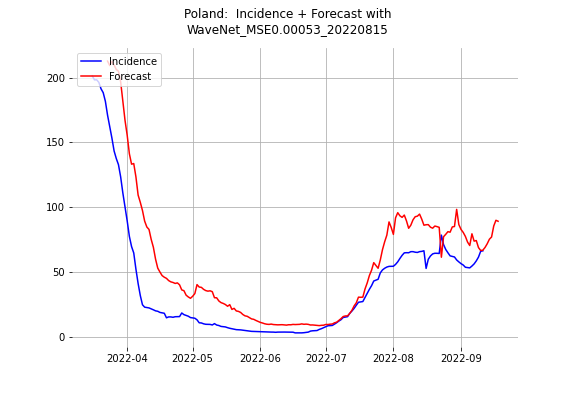 Poland:  Incidence + Forecast with
WaveNet_MSE0.00053_20220815
Incidence
Forecast
200
150
100
50
0
2022-04 2022-05 2022-06 2022-07 2022-08 2022-09